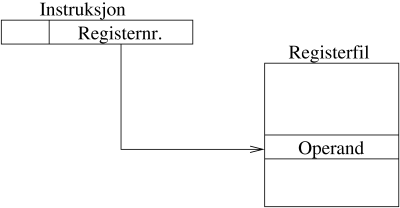 Instruksjon
Registernr.
Registerfil
Operand